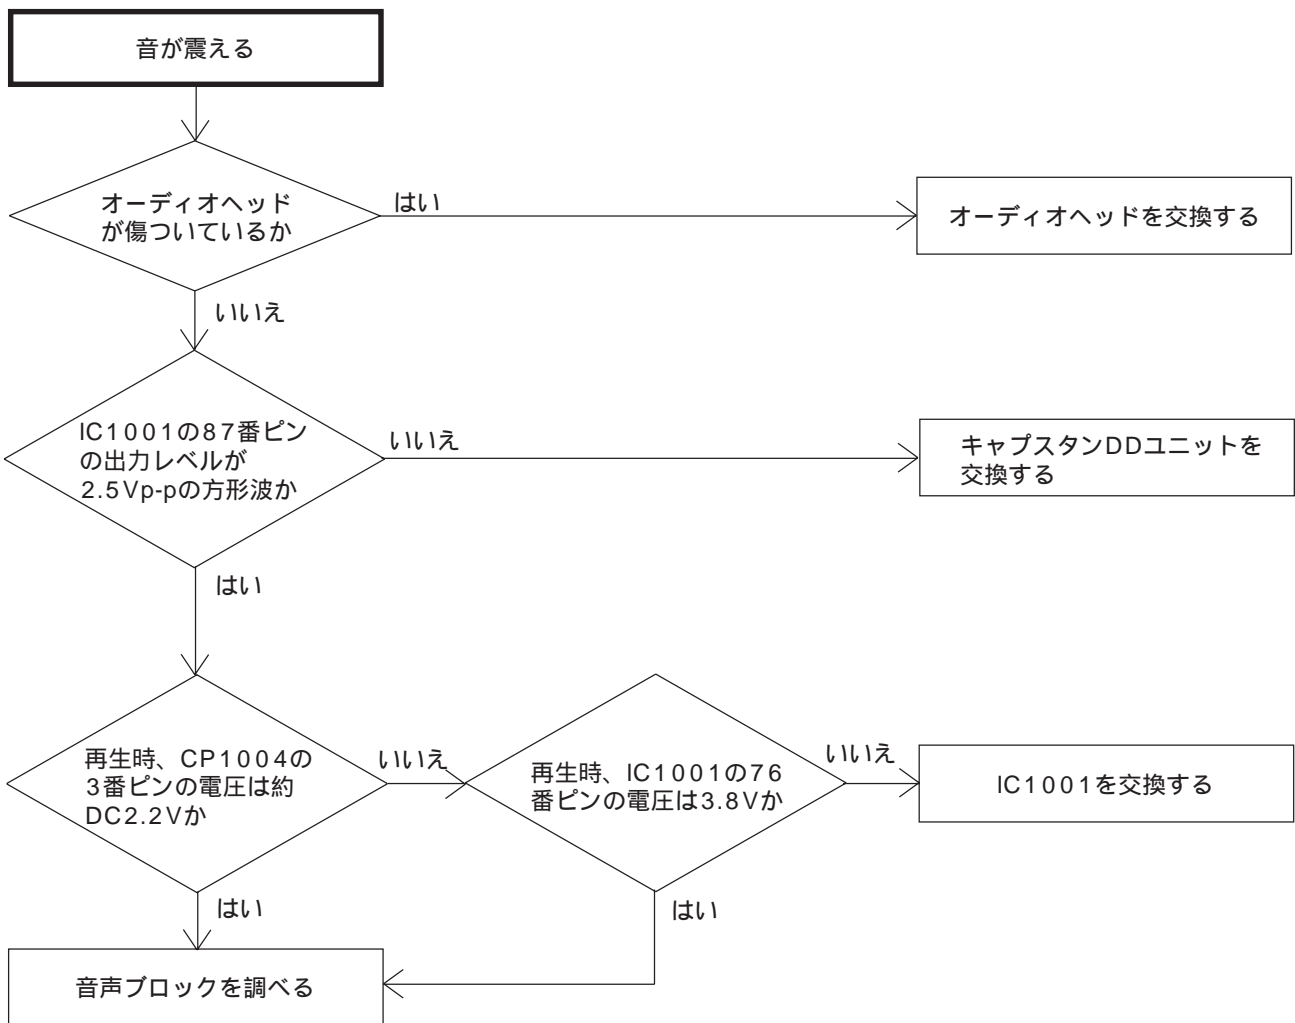 音が震える
オーディオヘッド
が傷ついているか
はい
オーディオヘッドを交換する
いいえ
IC1001の87番ピン
の出力レベルが
2.5Vp-pの方形波か
いいえ
キャプスタンDDユニットを
交換する
はい
再生時、CP1004の
3番ピンの電圧は約
DC2.2Vか
いいえ
再生時、IC1001の76
番ピンの電圧は3.8Vか
いいえ
IC1001を交換する
はい
はい
音声ブロックを調べる